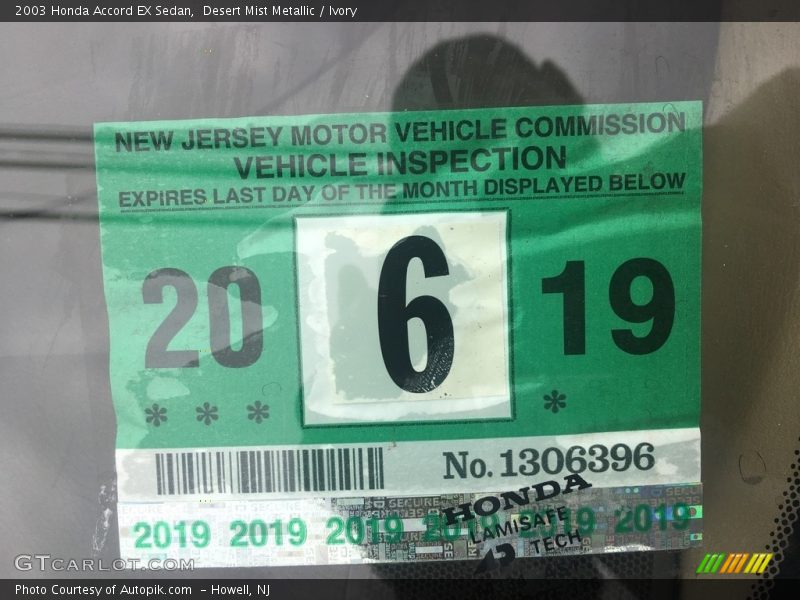 2003 Honda Accord EX Sedan,  Desert Mist Metallic / Ivory
NEW JERSEY MOTOR VEHICLE COMMISSION
VEHICLE INSPECTION
EXPIRES LAST DAY OF THE MONTH DISPLAYED BELOW
20 6 19
* * * *
No. 1306396
SECURE SECURE
2019 2019 2019 2019 2019 2019
HONDA
LAMISAFE
TECH
GTCarLot.com
Photo Courtesy of Autopik.com  - Howell, NJ